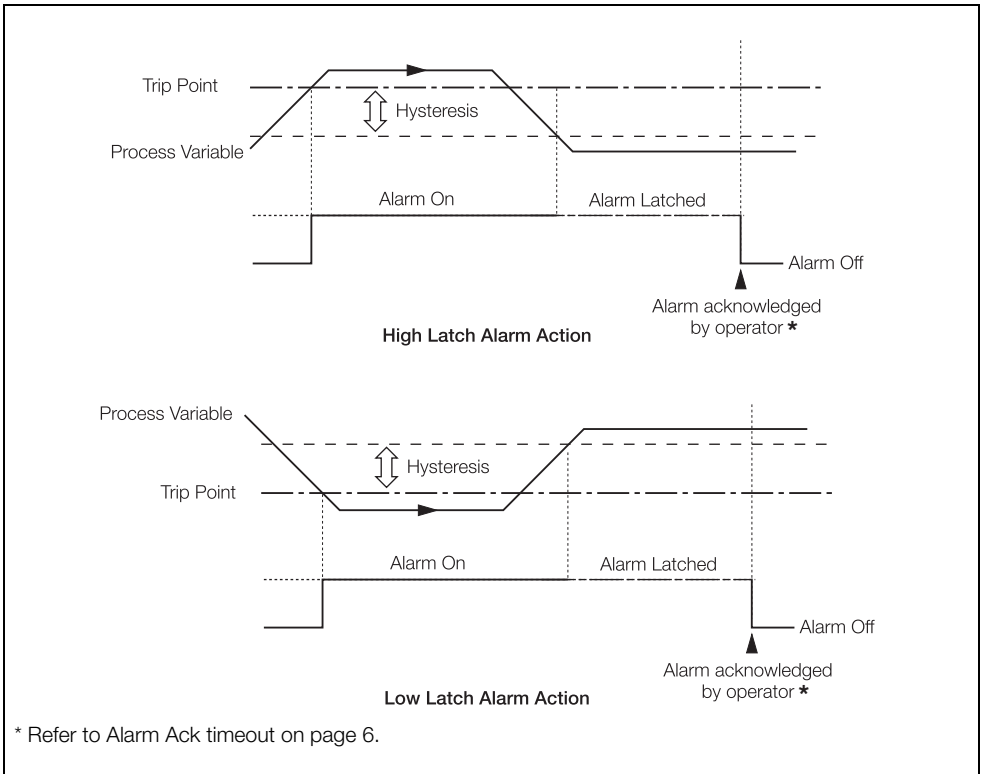 Trip Point
Hysteresis
Process Variable
Alarm On
Alarm Latched
Alarm Off
Alarm acknowledged
by operator *
High Latch Alarm Action
Process Variable
Hysteresis
Trip Point
Alarm On
Alarm Latched
Alarm Off
Alarm acknowledged
by operator *
Low Latch Alarm Action
* Refer to Alarm Ack timeout on page 6.